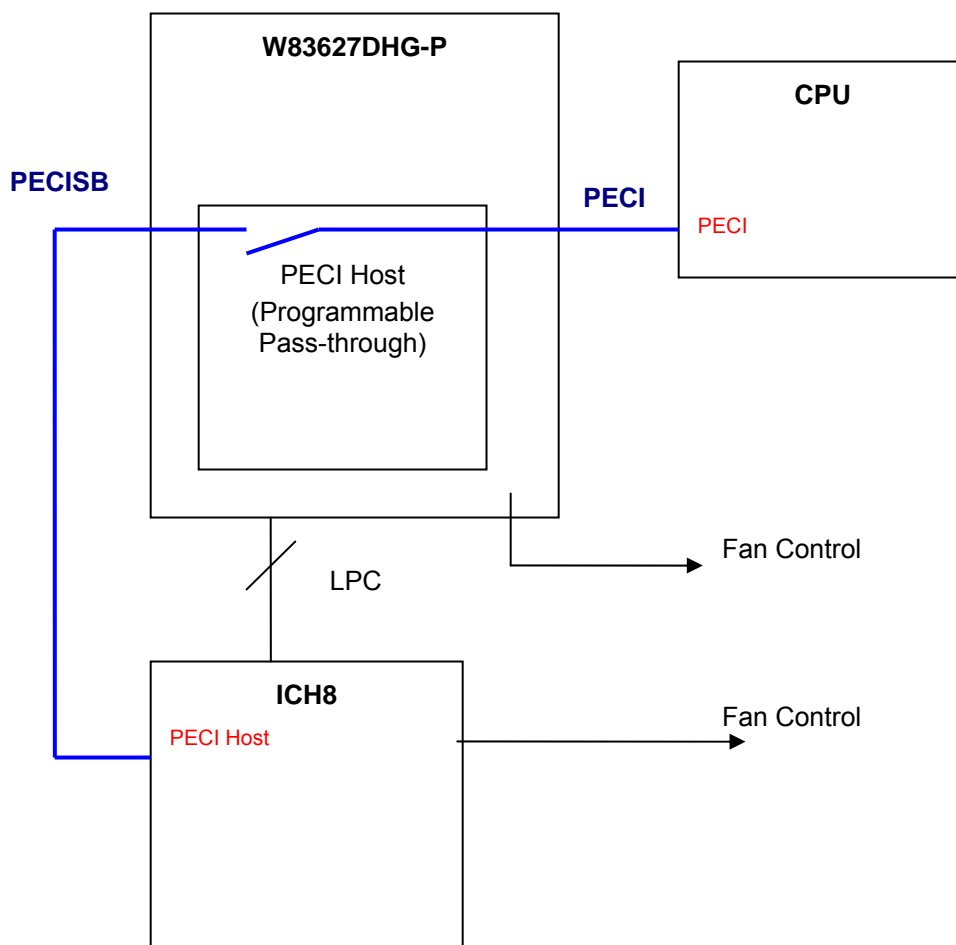 W83627DHG-P
CPU
PECISB
PECI
PECI
PECI Host
(Programmable
Pass-through)
Fan Control
LPC
ICH8
Fan Control
PECI Host